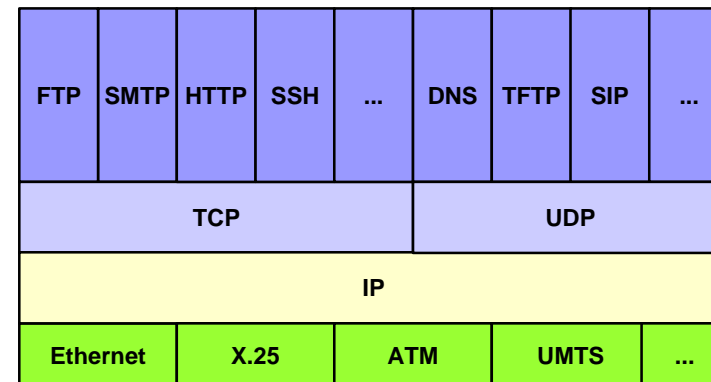 FTP SMTP HTTP SSH ... DNS TFTP SIP ...
TCP UDP
IP
Ethernet X.25 ATM UMTS ...